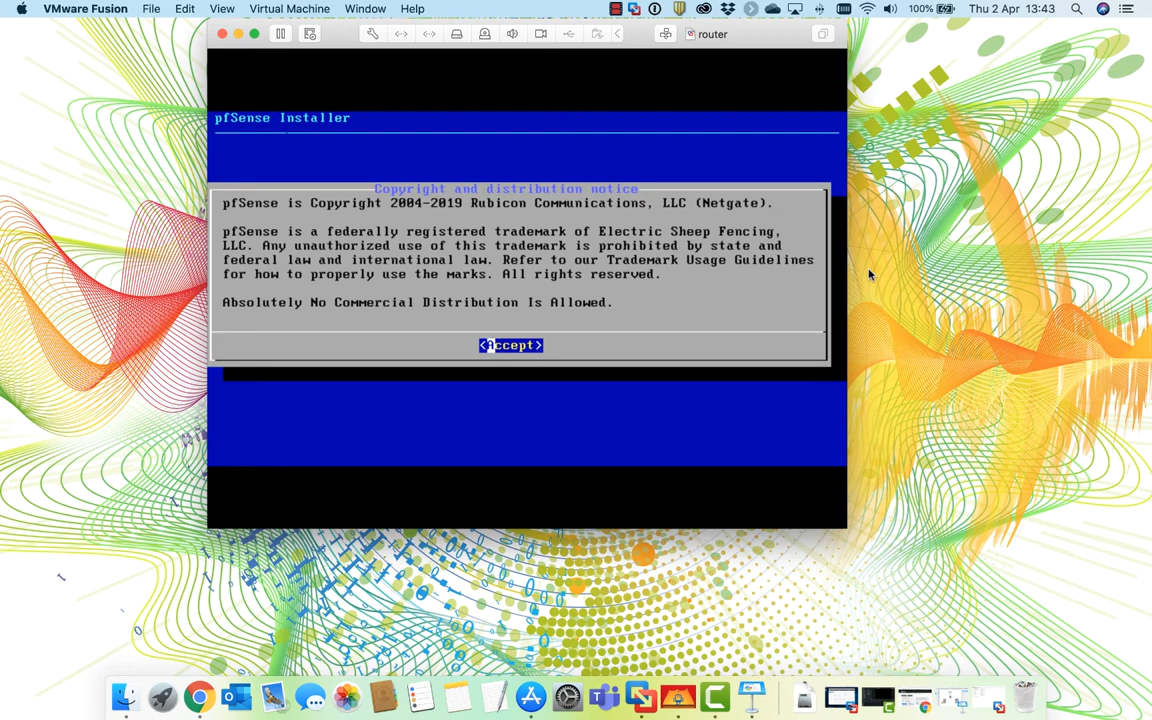 VMware Fusion File Edit View Virtual Machine Window Help 100% Thu 2 Apr 13:43
router
pfSense Installer
Copyright and distribution notice
pfSense is Copyright 2004-2019 Rubicon Communications, LLC (Netgate).
pfSense is a federally registered trademark of Electric Sheep Fencing,
LLC. Any unauthorized use of this trademark is prohibited by state and
federal law and international law. Refer to our Trademark Usage Guidelines
for how to properly use the marks. All rights reserved.
Absolutely No Commercial Distribution Is Allowed.
<Accept>